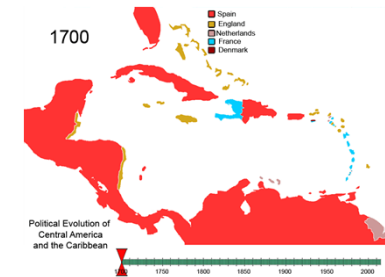 1700
Spain
England
Netherlands
France
Denmark
Political Evolution of
Central America
and the Caribbean
1750 1800 1850 1900 1950 2000